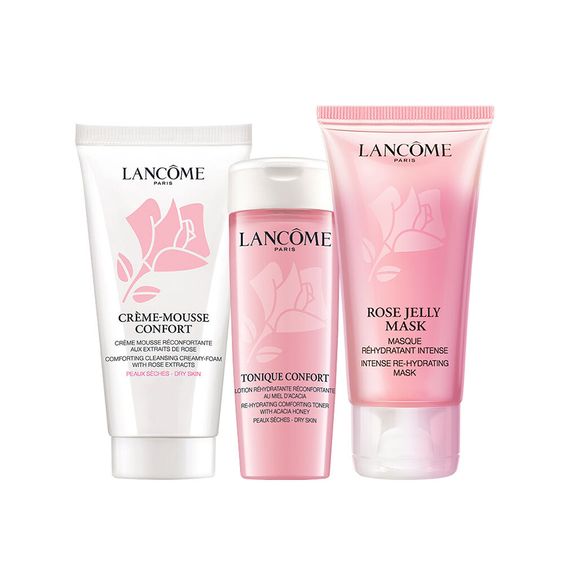 LANCÔME
PARIS
CRÈME-MOUSSE
CONFORT
CRÈME MOUSSE RÉCONFORTANTE
AUX EXTRAITS DE ROSE
COMFORTING CLEANSING CREAMY-FOAM
WITH ROSE EXTRACTS
PEAUX SÈCHES - DRY SKIN
LANCÔME
PARIS
TONIQUE CONFORT
LOTION RÉHYDRATANTE RÉCONFORTANTE
AU MIEL D'ACACIA
RE-HYDRATING COMFORTING TONER
WITH ACACIA HONEY
PEAUX SÈCHES - DRY SKIN
LANCÔME
PARIS
ROSE JELLY
MASK
MASQUE
RÉHYDRATANT INTENSE
INTENSE RE-HYDRATING
MASK